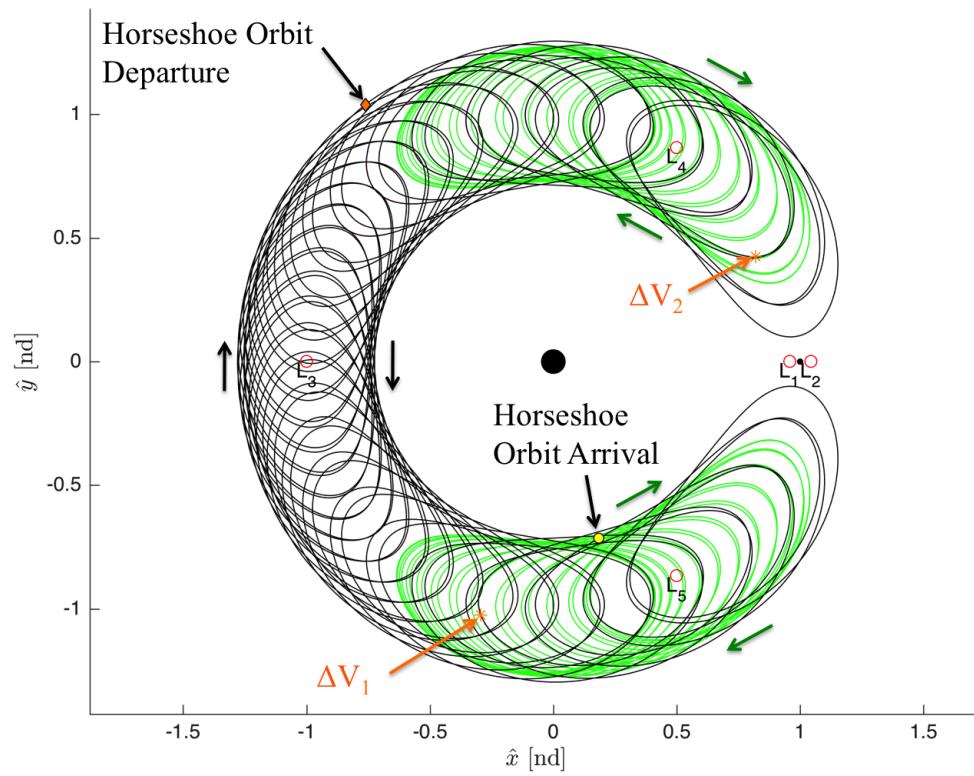 Horseshoe Orbit
Departure
1
L₄
0.5
ΔV₂
ŷ [nd]
0
L₃
L₁ L₂
Horseshoe
Orbit Arrival
-0.5
L₅
-1
ΔV₁
-1.5 -1 -0.5 0 0.5 1 1.5
x̂ [nd]